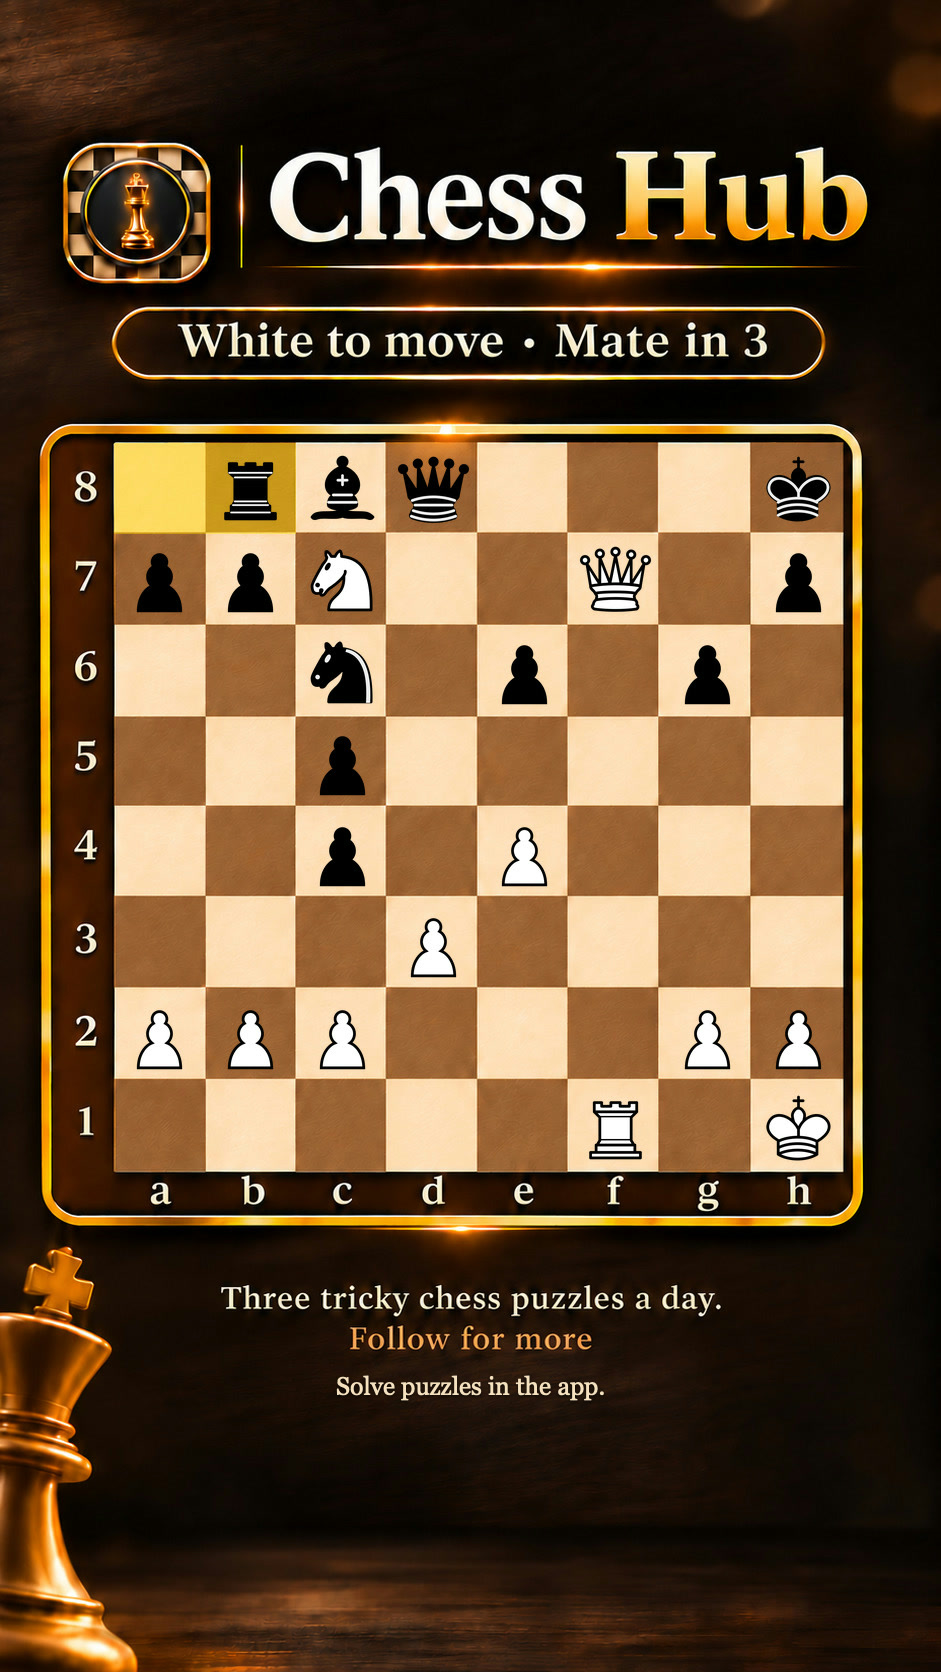 Chess Hub
White to move • Mate in 3
8
7
6
5
4
3
2
1
a b c d e f g h
Three tricky chess puzzles a day.
Follow for more
Solve puzzles in the app.